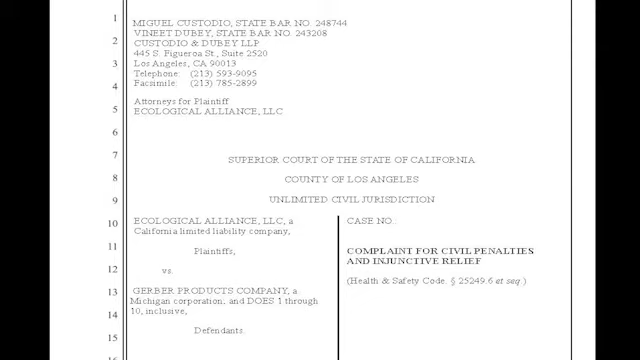 1
MIGUEL CUSTODIO, STATE BAR NO. 248744
VINEET DUBEY, STATE BAR NO. 243208
2
CUSTODIO & DUBEY LLP
445 S. Figueroa St., Suite 2520
3
Los Angeles, CA 90013
Telephone: (213) 593-9095
4
Facsimile: (213) 785-2899
Attorneys for Plaintiff
5
ECOLOGICAL ALLIANCE, LLC
6
7
SUPERIOR COURT OF THE STATE OF CALIFORNIA
8
COUNTY OF LOS ANGELES
9
UNLIMITED CIVIL JURISDICTION
10
ECOLOGICAL ALLIANCE, LLC, a
California limited liability company,
11
Plaintiffs,
12
vs.
13
GERBER PRODUCTS COMPANY, a
Michigan corporation, and DOES 1 through
14
10, inclusive,
15
Defendants.
CASE NO.:
COMPLAINT FOR CIVIL PENALTIES
AND INJUNCTIVE RELIEF
(Health & Safety Code. § 25249.6 et seq.)
16